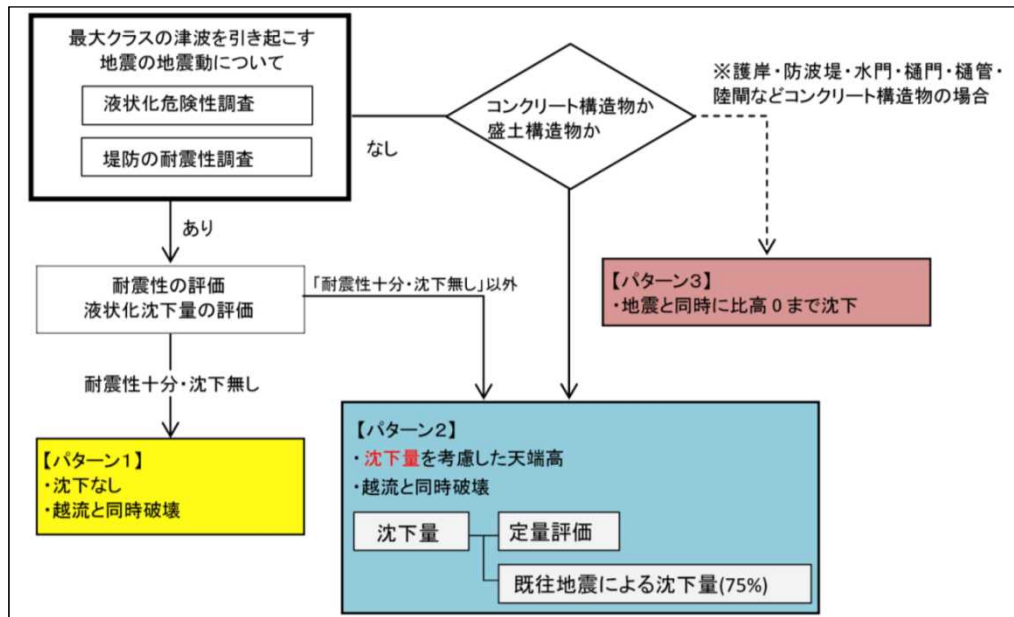 最大クラスの津波を引き起こす
地震の地震動について
液状化危険性調査
堤防の耐震性調査
なし
コンクリート構造物か
盛土構造物か
※護岸・防波堤・水門・樋門・樋管・
陸閘などコンクリート構造物の場合
あり
耐震性の評価
液状化沈下量の評価
「耐震性十分・沈下無し」以外
【パターン3】
・地震と同時に比高0まで沈下
耐震性十分・沈下無し
【パターン1】
・沈下なし
・越流と同時破壊
【パターン2】
・沈下量を考慮した天端高
・越流と同時破壊
沈下量
定量評価
既往地震による沈下量(75%)